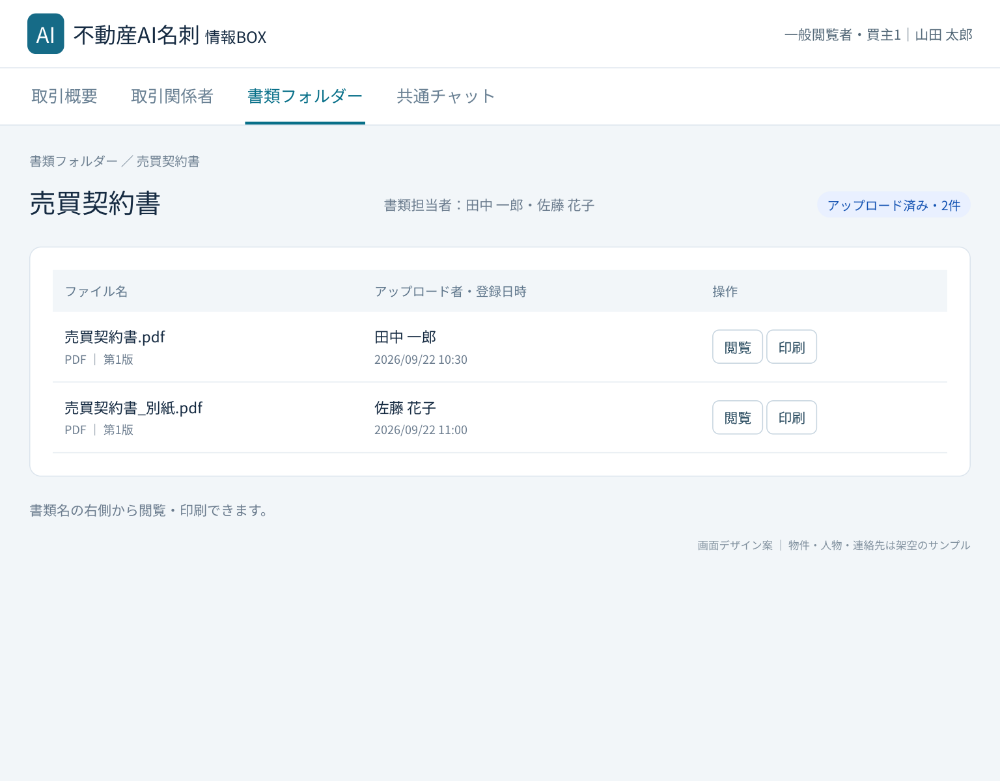 AI 不動産AI名刺 情報BOX
一般閲覧者・買主1｜山田 太郎
取引概要 取引関係者 書類フォルダー 共通チャット
書類フォルダー ／ 売買契約書
売買契約書 書類担当者：田中 一郎・佐藤 花子 アップロード済み・2件
ファイル名 アップロード者・登録日時 操作
売買契約書.pdf 田中 一郎 閲覧 印刷
PDF ｜ 第1版 2026/09/22 10:30
売買契約書_別紙.pdf 佐藤 花子 閲覧 印刷
PDF ｜ 第1版 2026/09/22 11:00
書類名の右側から閲覧・印刷できます。
画面デザイン案 ｜ 物件・人物・連絡先は架空のサンプル